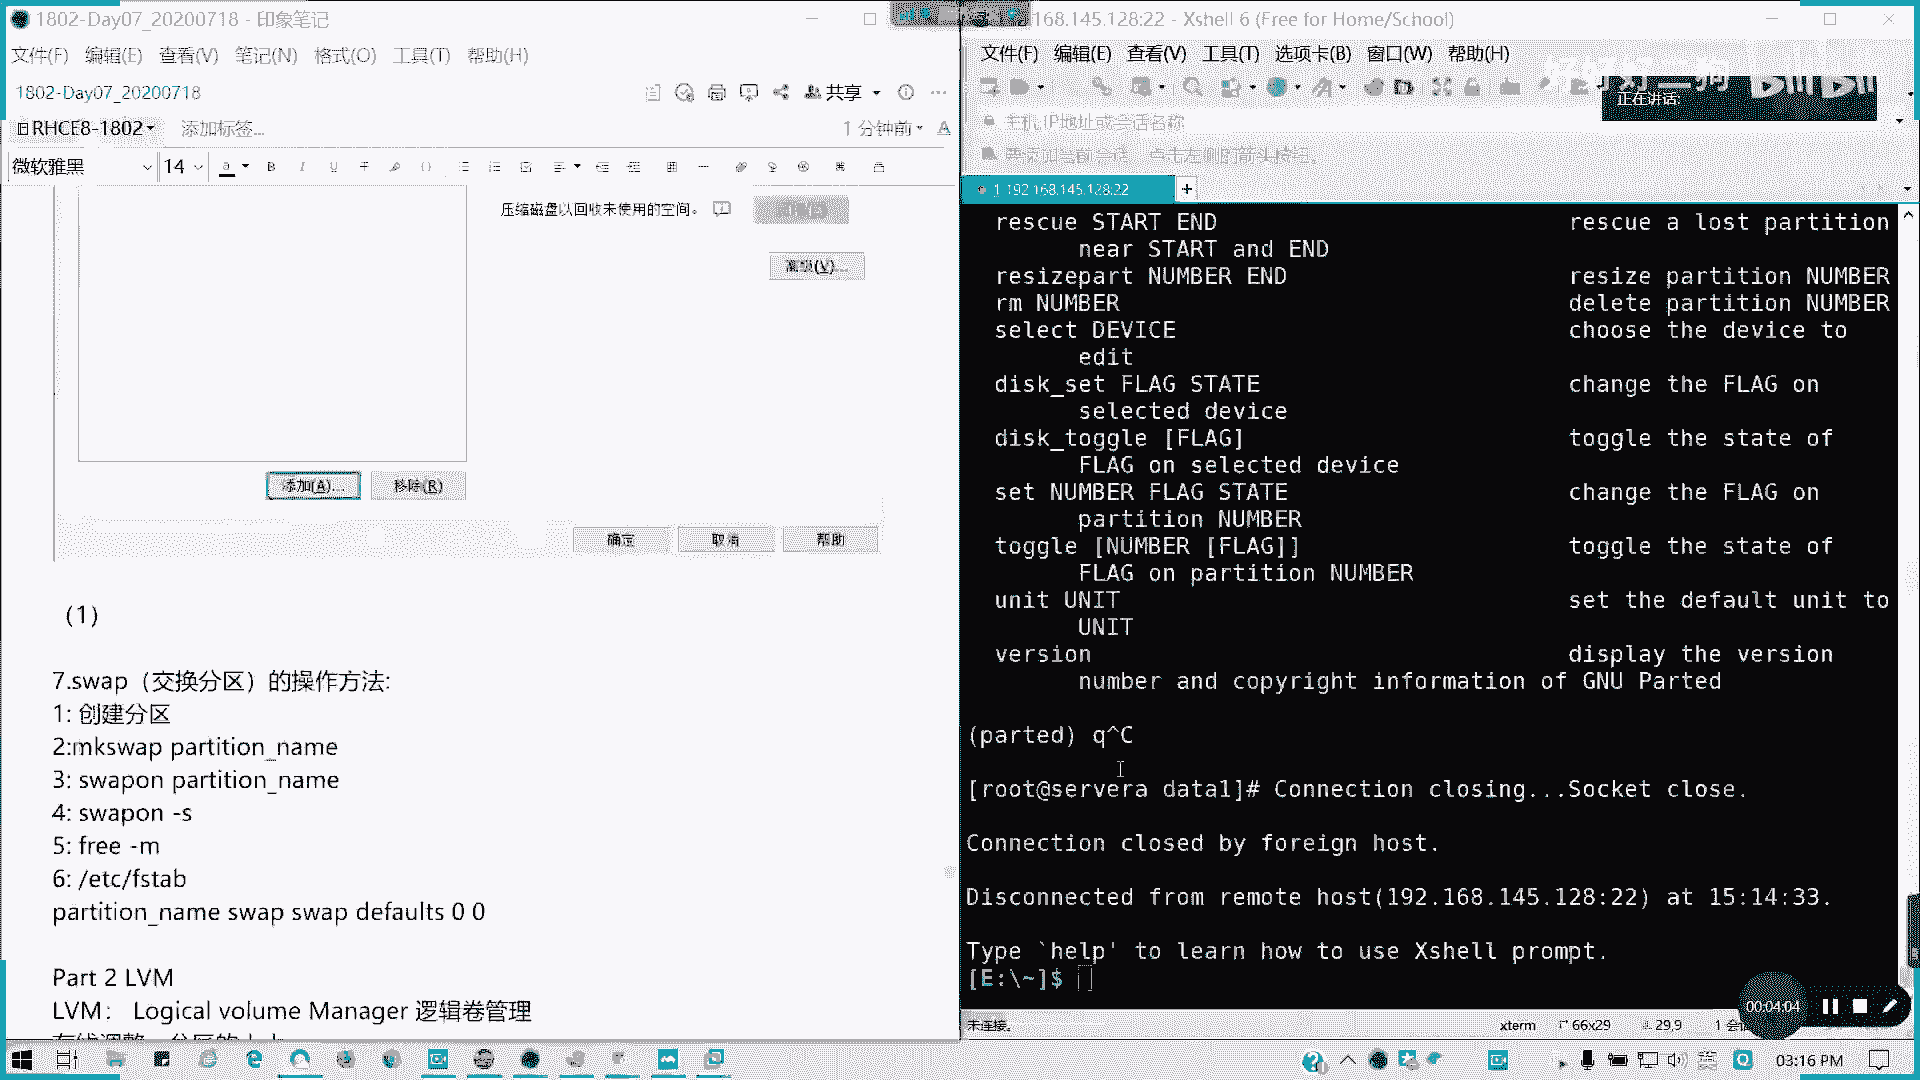 1802-Day07_20200718 - 印象笔记
文件(F) 编辑(E) 查看(V) 笔记(N) 格式(O) 工具(T) 帮助(H)
1802-Day07_20200718
共享
RHCE8-1802 添加标签...
1 分钟前
微软雅黑 14
压缩磁盘以回收未使用的空间。
高级(V)...
添加(A)... 移除(R)
确定 取消 帮助
(1)
7.swap（交换分区）的操作方法:
1: 创建分区
2:mkswap partition_name
3: swapon partition_name
4: swapon -s
5: free -m
6: /etc/fstab
partition_name swap swap defaults 0 0
Part 2 LVM
LVM： Logical volume Manager 逻辑卷管理
168.145.128:22 - Xshell 6 (Free for Home/School)
文件(F) 编辑(E) 查看(V) 工具(T) 选项卡(B) 窗口(W) 帮助(H)
正在讲话:
主机,IP地址或会话名称
要添加当前会话，点击左侧的箭头按钮。
1 192.168.145.128:22
rescue START END rescue a lost partition
near START and END
resizepart NUMBER END resize partition NUMBER
rm NUMBER delete partition NUMBER
select DEVICE choose the device to
edit
disk_set FLAG STATE change the FLAG on
selected device
disk_toggle [FLAG] toggle the state of
FLAG on selected device
set NUMBER FLAG STATE change the FLAG on
partition NUMBER
toggle [NUMBER [FLAG]] toggle the state of
FLAG on partition NUMBER
unit UNIT set the default unit to
UNIT
version display the version
number and copyright information of GNU Parted
(parted) q^C
[root@servera data1]# Connection closing...Socket close.
Connection closed by foreign host.
Disconnected from remote host(192.168.145.128:22) at 15:14:33.
Type `help' to learn how to use Xshell prompt.
[E:\~]$
00:04:04
未连接。 xterm 66x29 29,9
03:16 PM